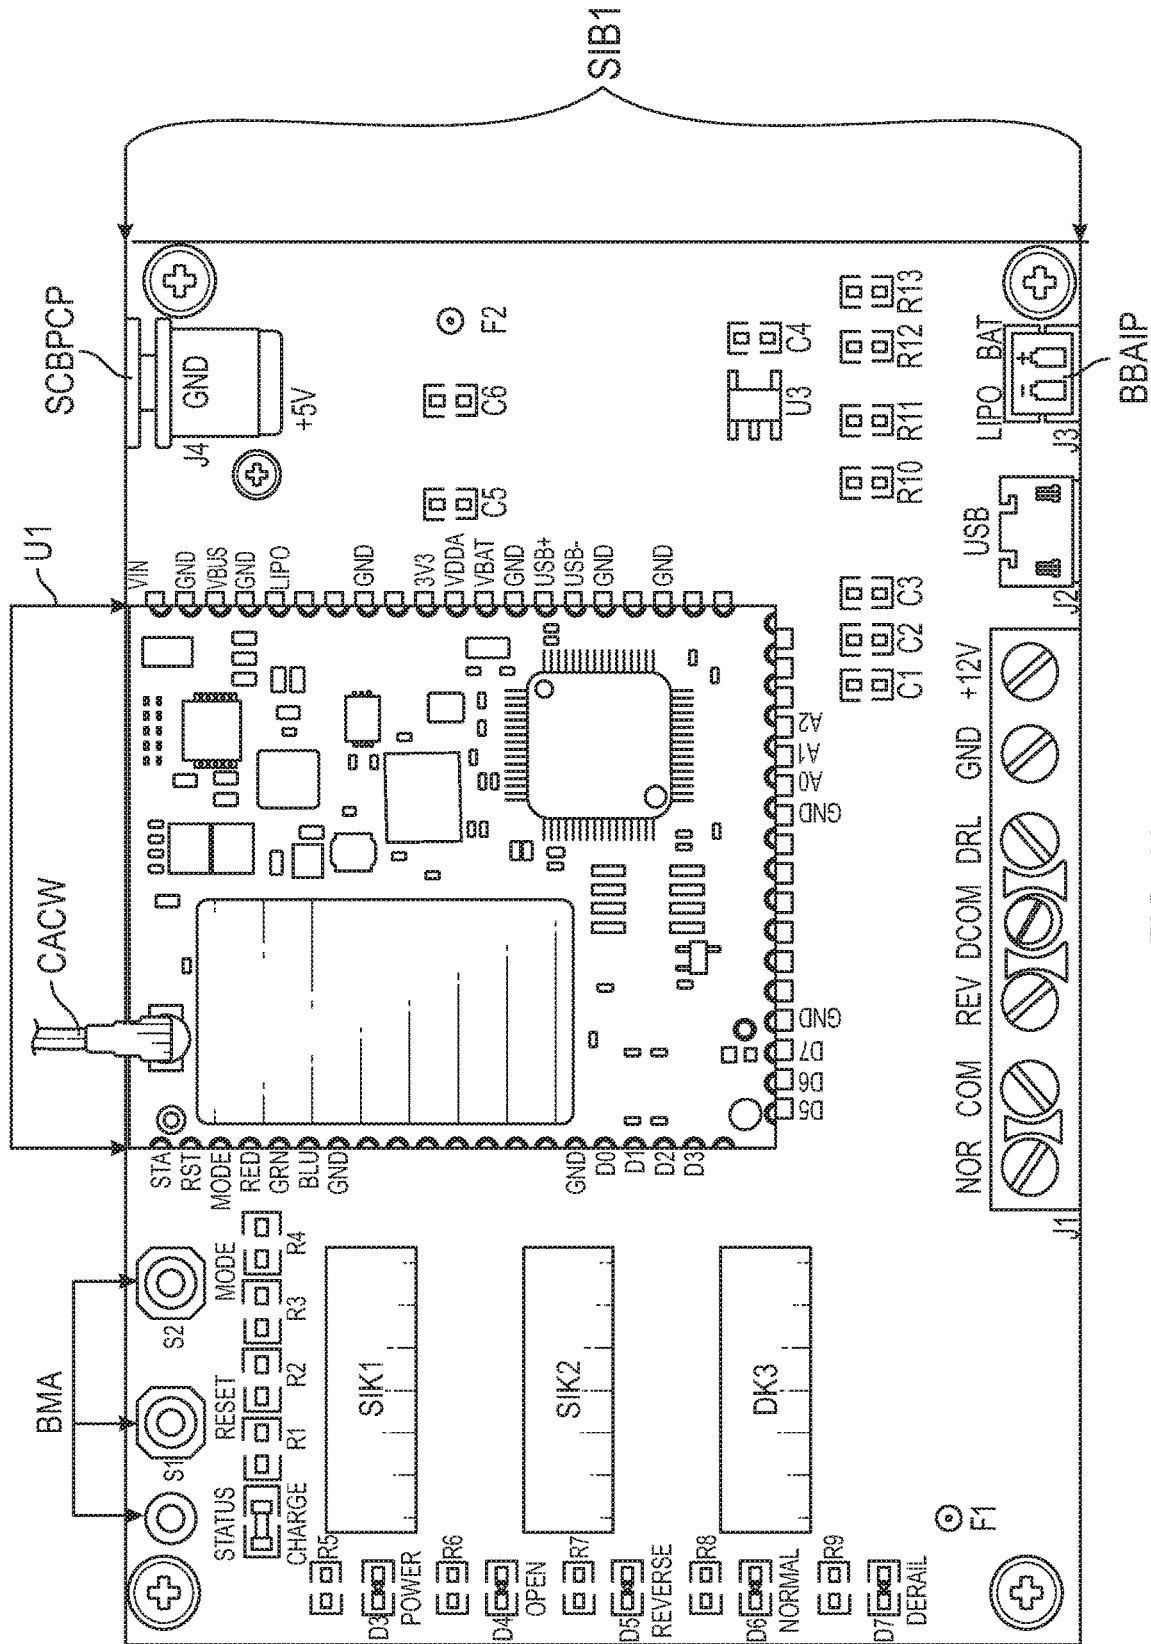 BMA
CACW
U1
SCBPCP
SIB1
S1
S2
STATUS
RESET
MODE
CHARGE
R1
R2
R3
R4
STA
RST
MODE
RED
GRN
BLU
GND
GND
D0
D1
D2
D3
VIN
GND
VBUS
GND
LIPO
GND
3V3
VDDA
VBAT
GND
USB+
USB-
GND
GND
J4
GND
+5V
F2
C5
C6
R5
D3
POWER
R6
D4
OPEN
R7
D5
REVERSE
R8
D6
NORMAL
R9
D7
DERAIL
SIK1
SIK2
DK3
F1
D5
D6
D7
GND
GND
A0
A1
A2
U3
C4
C1
C2
C3
R10
R11
R12
R13
NOR
COM
REV
DCOM
DRL
GND
+12V
USB
LIPO BAT
- +
J1
J2
J3
BBAIP